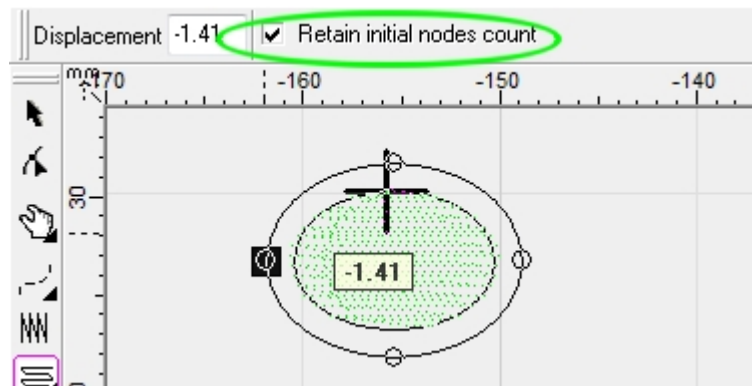 Displacement -1.41 Retain initial nodes count
mm -170 -160 -150 -140
30
-1.41